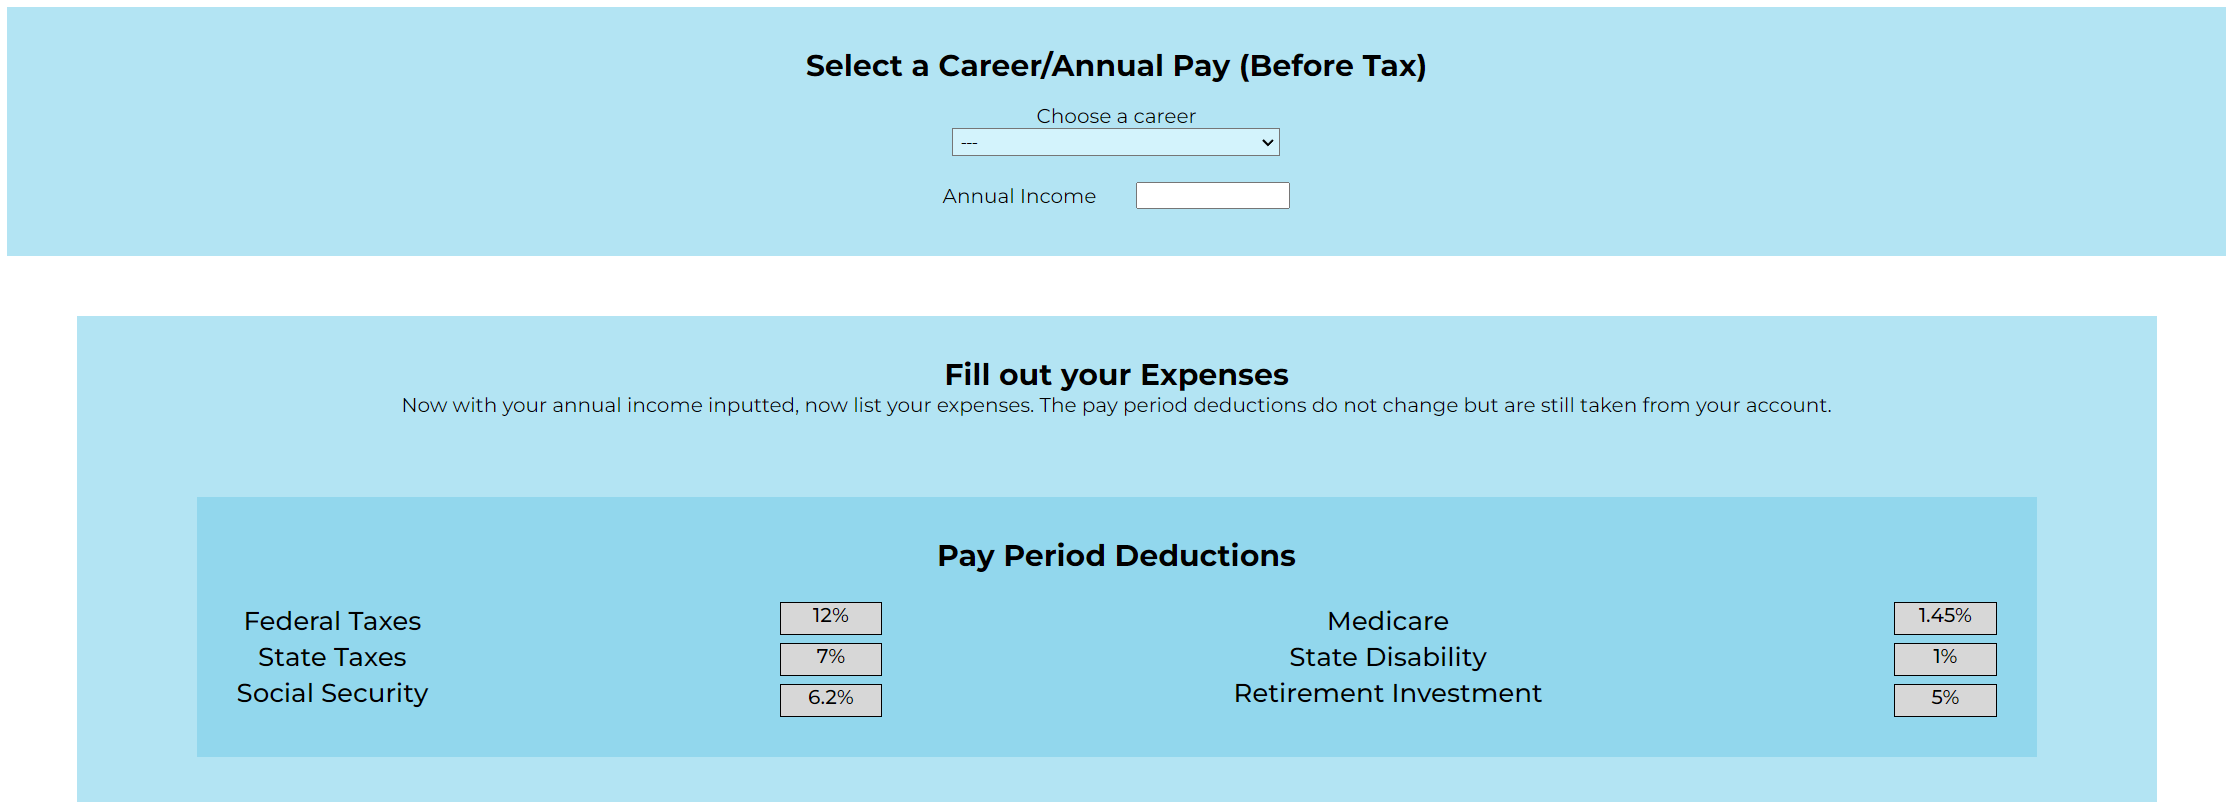 Select a Career/Annual Pay (Before Tax)
Choose a career
---
Annual Income
Fill out your Expenses
Now with your annual income inputted, now list your expenses. The pay period deductions do not change but are still taken from your account.
Pay Period Deductions
Federal Taxes 12%
State Taxes 7%
Social Security 6.2%
Medicare 1.45%
State Disability 1%
Retirement Investment 5%